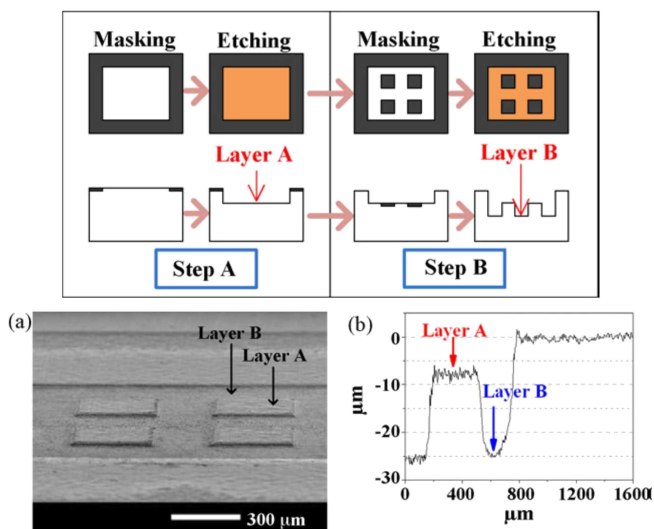 Masking Etching Masking Etching
Layer A
Layer B
Step A Step B
(a)
Layer B
Layer A
300 μm
(b)
Layer A
Layer B
0
-10
-20
-30
μm
0 400 800 1200 1600
μm